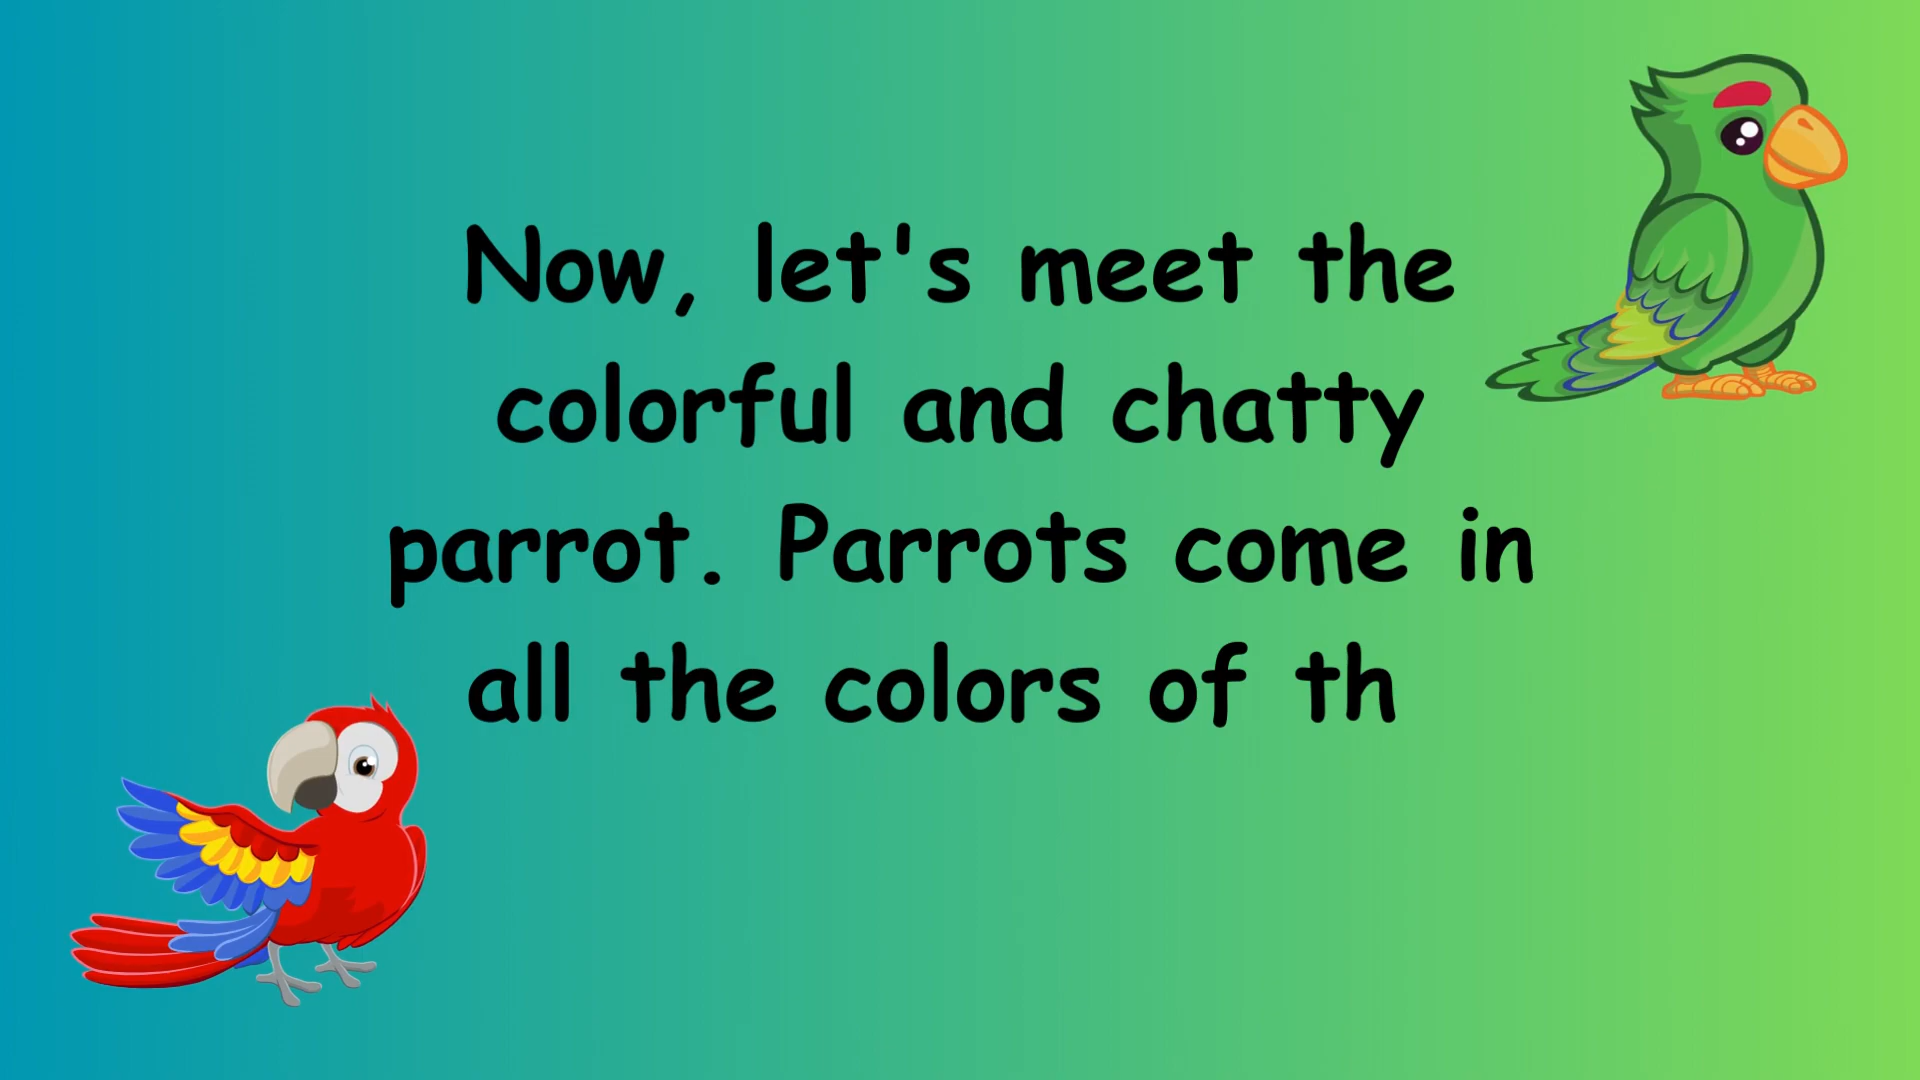 Now, let's meet the
colorful and chatty
parrot. Parrots come in
all the colors of th